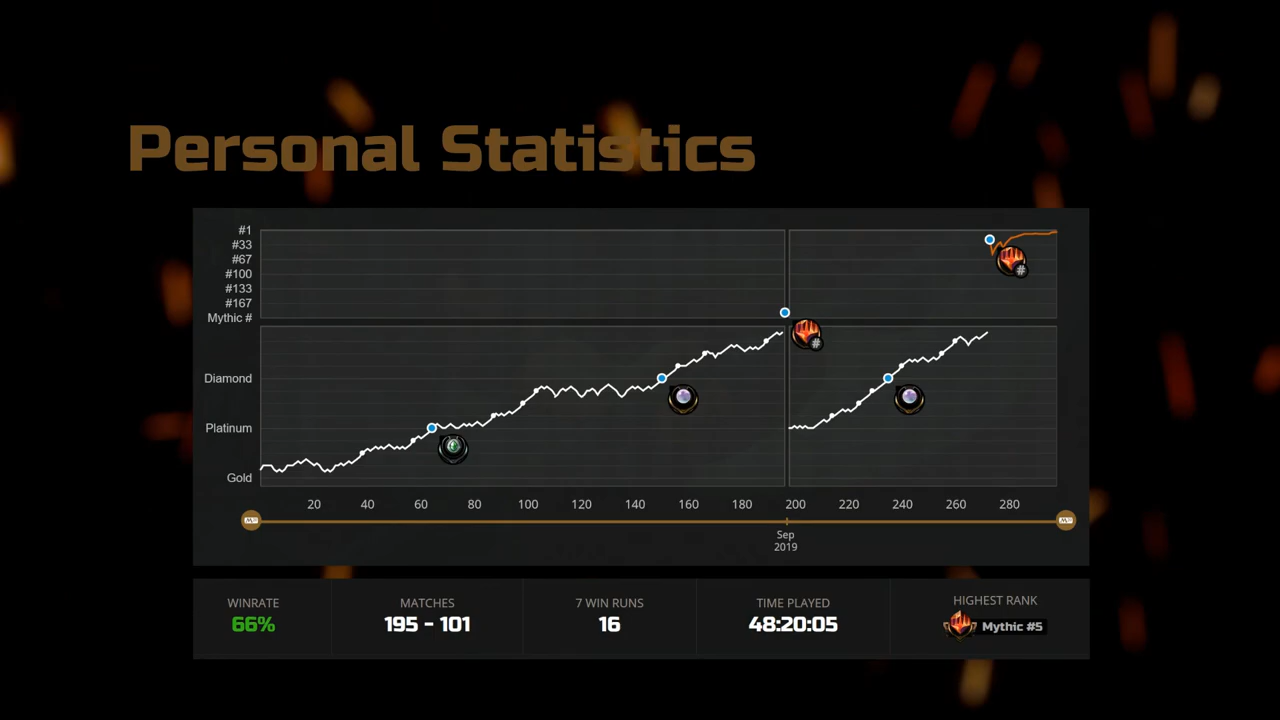 Personal Statistics
#1
#33
#67
#100
#133
#167
Mythic #
Diamond
Platinum
Gold
20 40 60 80 100 120 140 160 180 200 220 240 260 280
Sep
2019
WINRATE MATCHES 7 WIN RUNS TIME PLAYED HIGHEST RANK
66% 195 - 101 16 48:20:05 Mythic #5